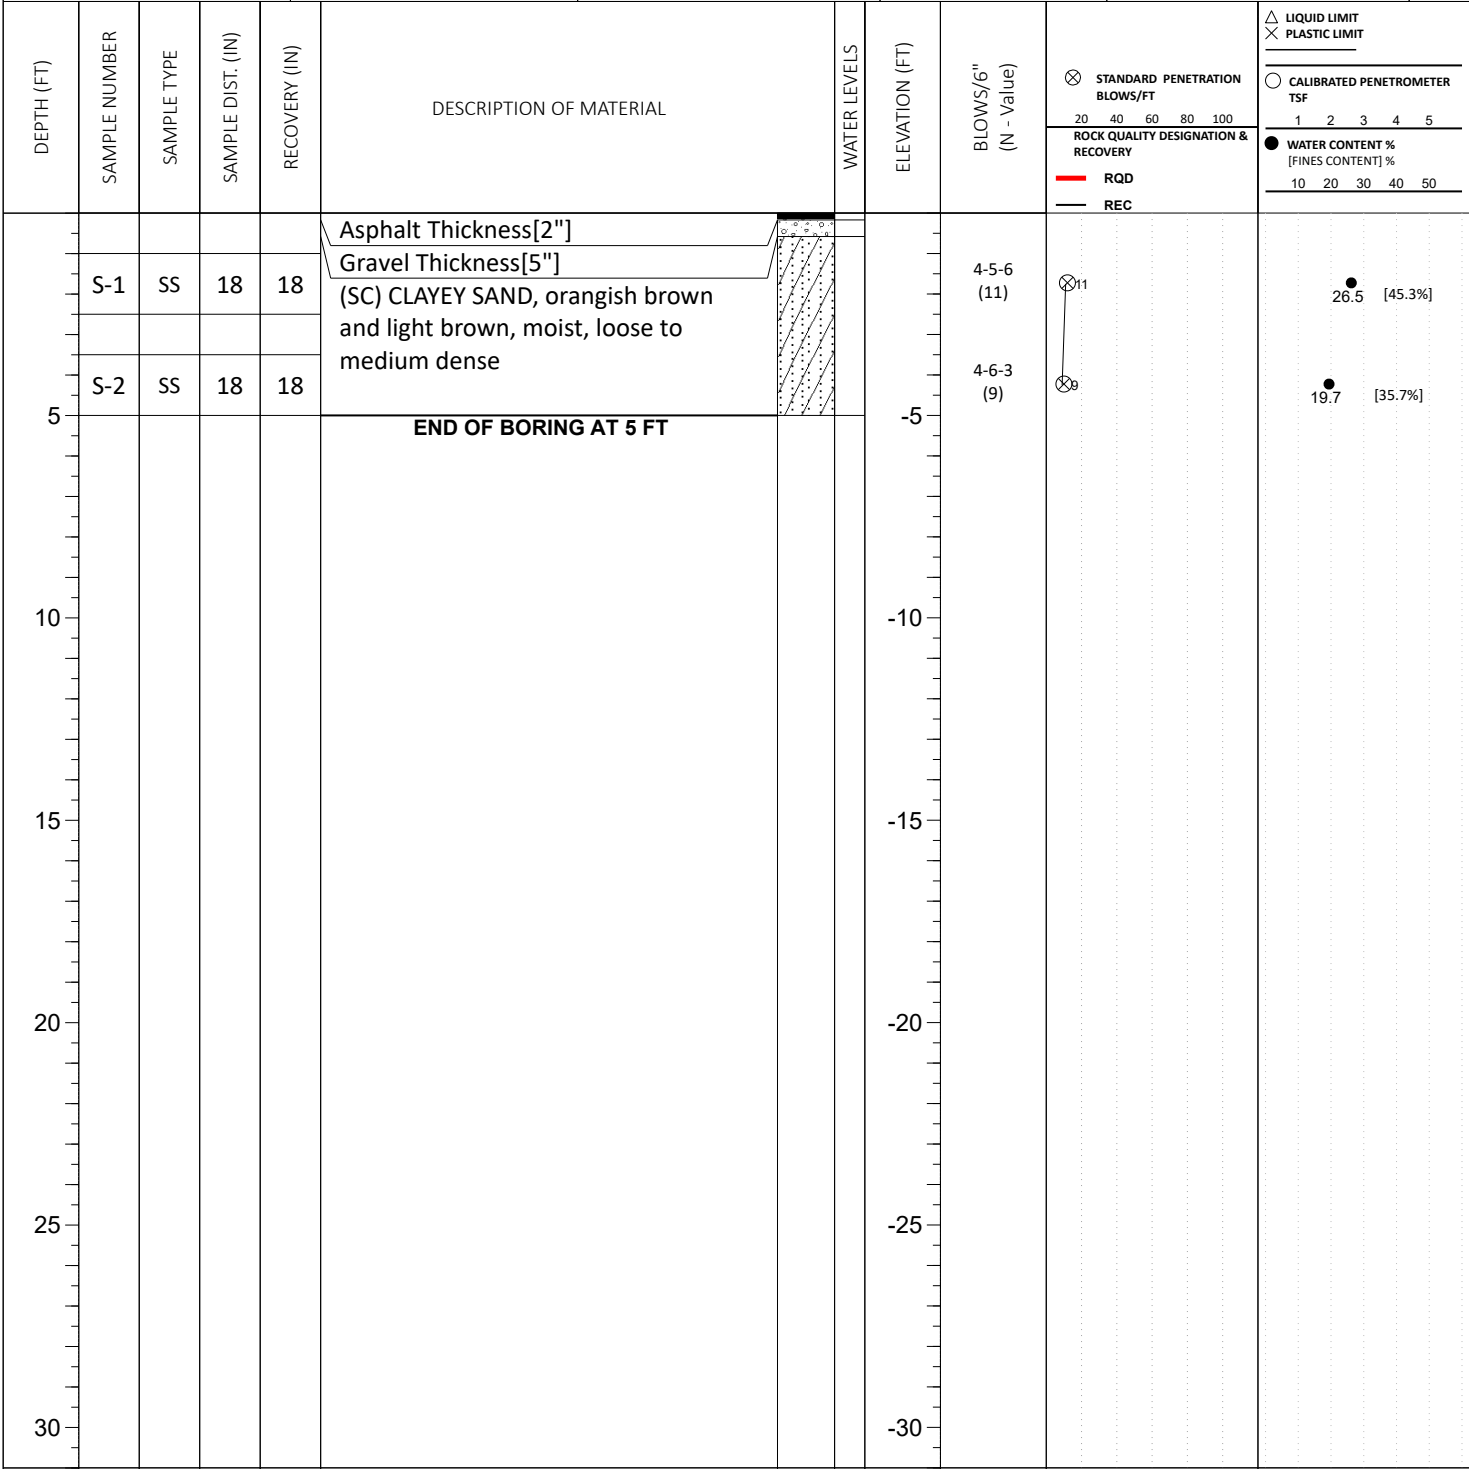 DEPTH (FT)
SAMPLE NUMBER
SAMPLE TYPE
SAMPLE DIST. (IN)
RECOVERY (IN)
DESCRIPTION OF MATERIAL
WATER LEVELS
ELEVATION (FT)
BLOWS/6"
(N - Value)
STANDARD PENETRATION
BLOWS/FT
20 40 60 80 100
ROCK QUALITY DESIGNATION &
RECOVERY
RQD
REC
LIQUID LIMIT
PLASTIC LIMIT
CALIBRATED PENETROMETER
TSF
1 2 3 4 5
WATER CONTENT %
[FINES CONTENT] %
10 20 30 40 50
Asphalt Thickness[2"]
Gravel Thickness[5"]
(SC) CLAYEY SAND, orangish brown
and light brown, moist, loose to
medium dense
S-1 SS 18 18
4-5-6
(11)
11
26.5 [45.3%]
S-2 SS 18 18
4-6-3
(9)
9
19.7 [35.7%]
5 -5
END OF BORING AT 5 FT
10 -10
15 -15
20 -20
25 -25
30 -30